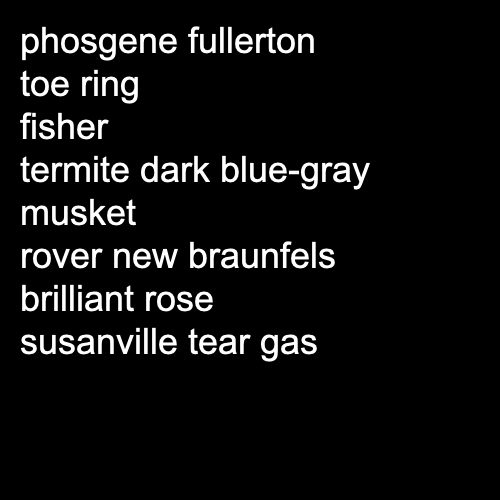 phosgene fullerton
toe ring
fisher
termite dark blue-gray
musket
rover new braunfels
brilliant rose
susanville tear gas